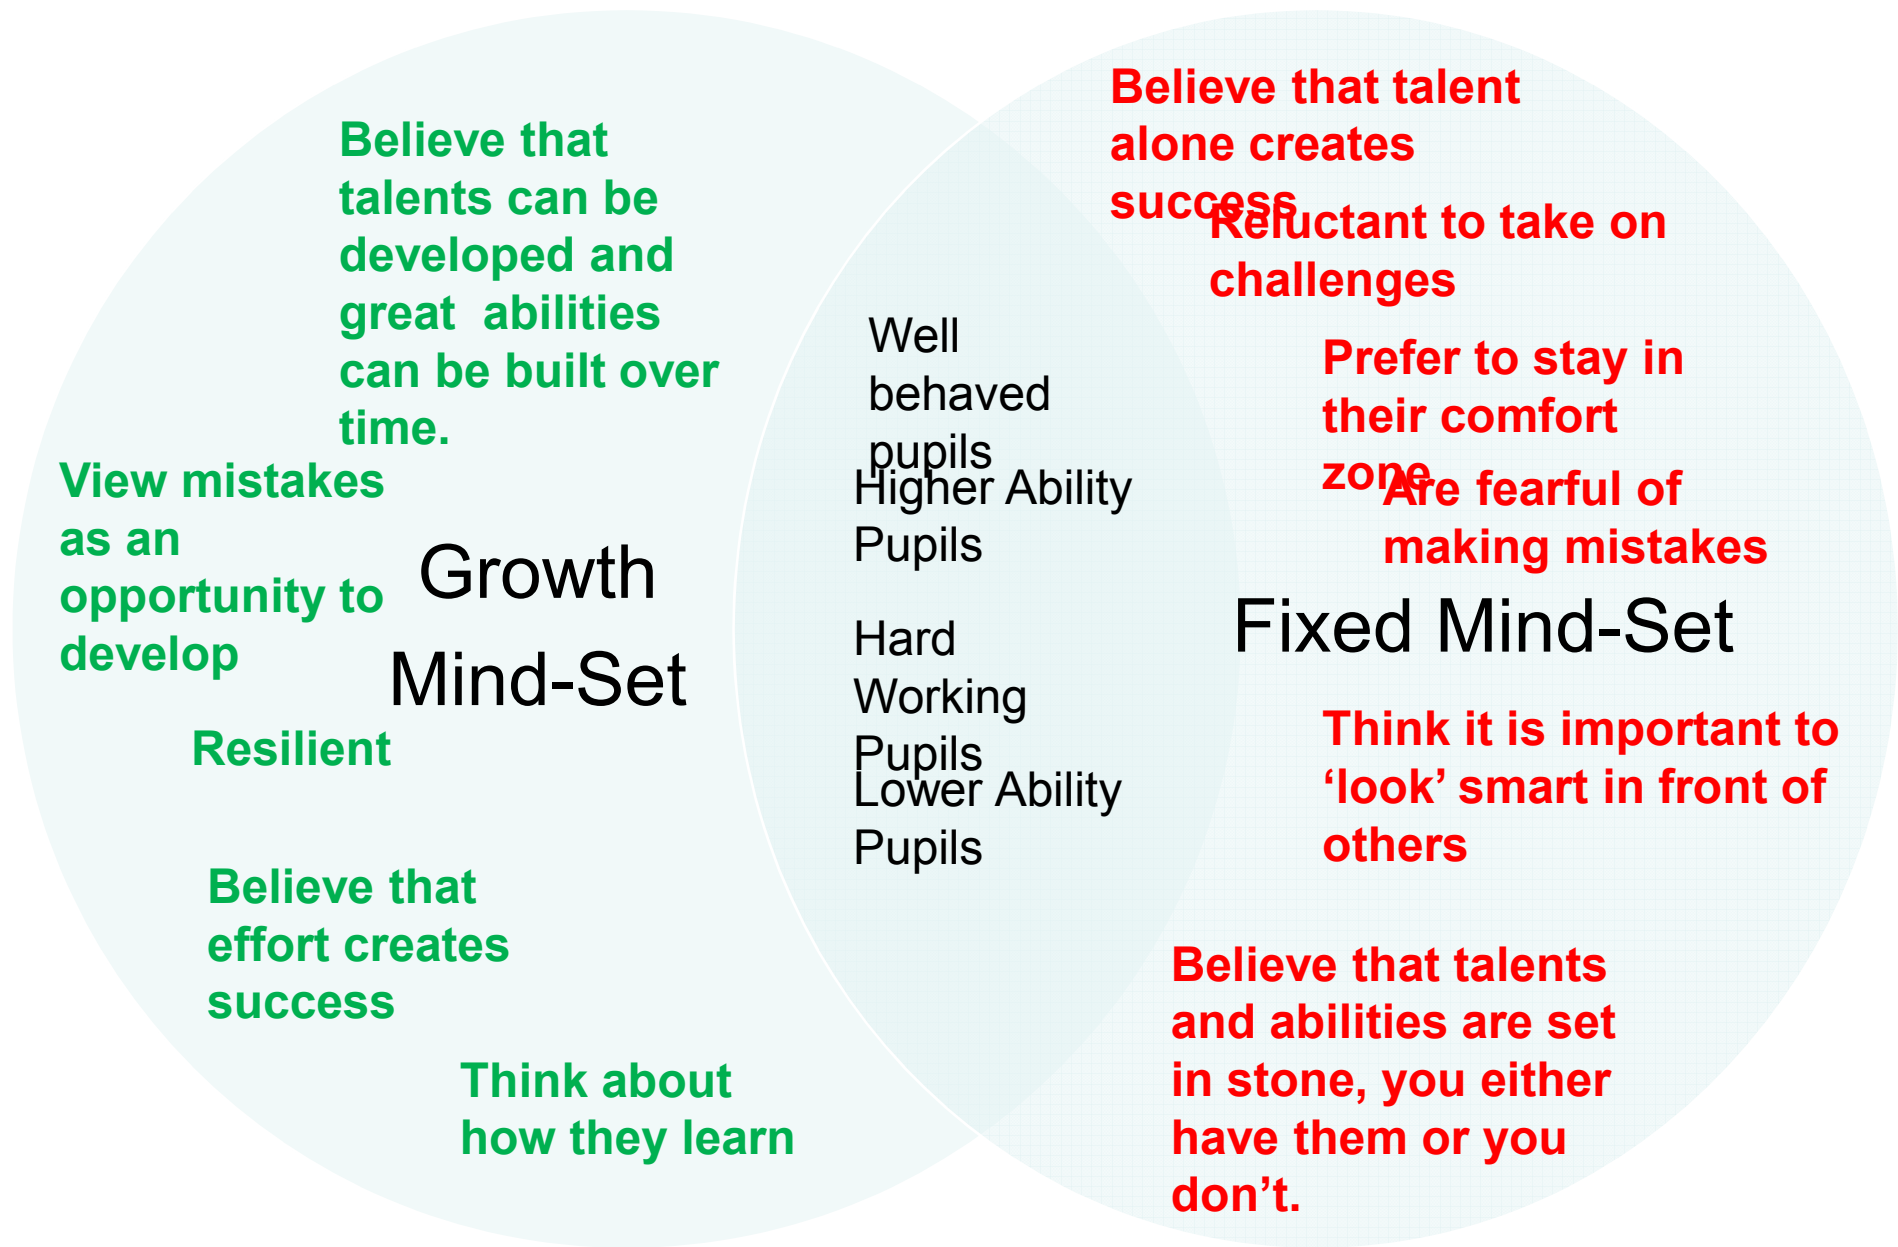 Believe that
talents can be
developed and
great  abilities
can be built over
time.
View mistakes
as an
opportunity to
develop
Growth
Mind-Set
Resilient
Believe that
effort creates
success
Think about
how they learn
Well
behaved
pupils
Higher Ability
Pupils
Hard
Working
Pupils
Lower Ability
Pupils
Believe that talent
alone creates
success
Reluctant to take on
challenges
Prefer to stay in
their comfort
zone
Are fearful of
making mistakes
Fixed Mind-Set
Think it is important to
‘look’ smart in front of
others
Believe that talents
and abilities are set
in stone, you either
have them or you
don’t.